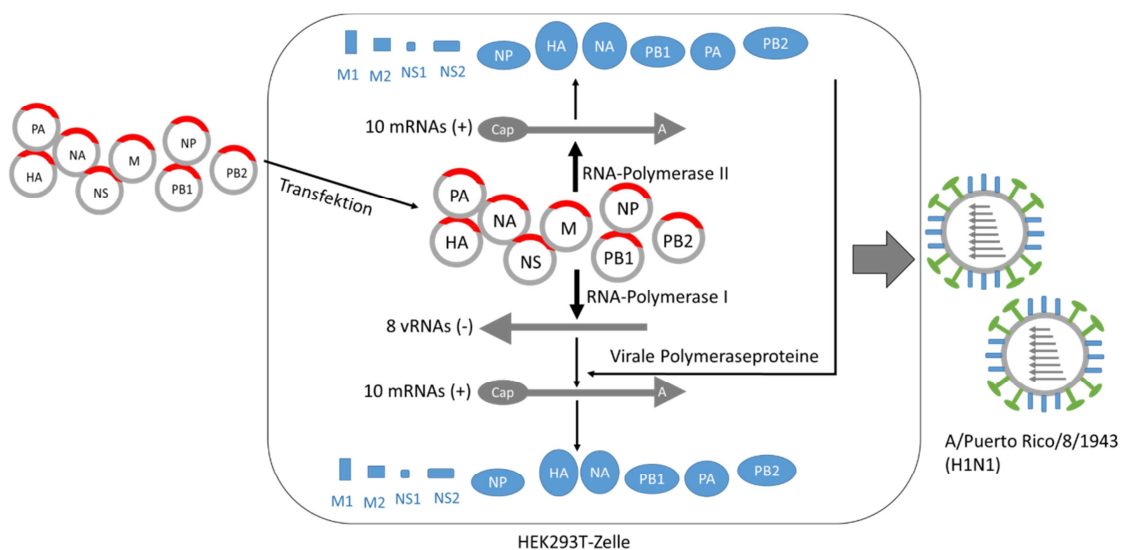 M1
M2
NS1
NS2
NP
HA
NA
PB1
PA
PB2
10 mRNAs (+)
Cap
A
RNA-Polymerase II
PA
NA
HA
NS
M
NP
PB1
PB2
Transfektion
PA
NA
HA
NS
M
NP
PB1
PB2
RNA-Polymerase I
8 vRNAs (-)
Virale Polymeraseproteine
10 mRNAs (+)
Cap
A
M1
M2
NS1
NS2
NP
HA
NA
PB1
PA
PB2
A/Puerto Rico/8/1943
(H1N1)
HEK293T-Zelle